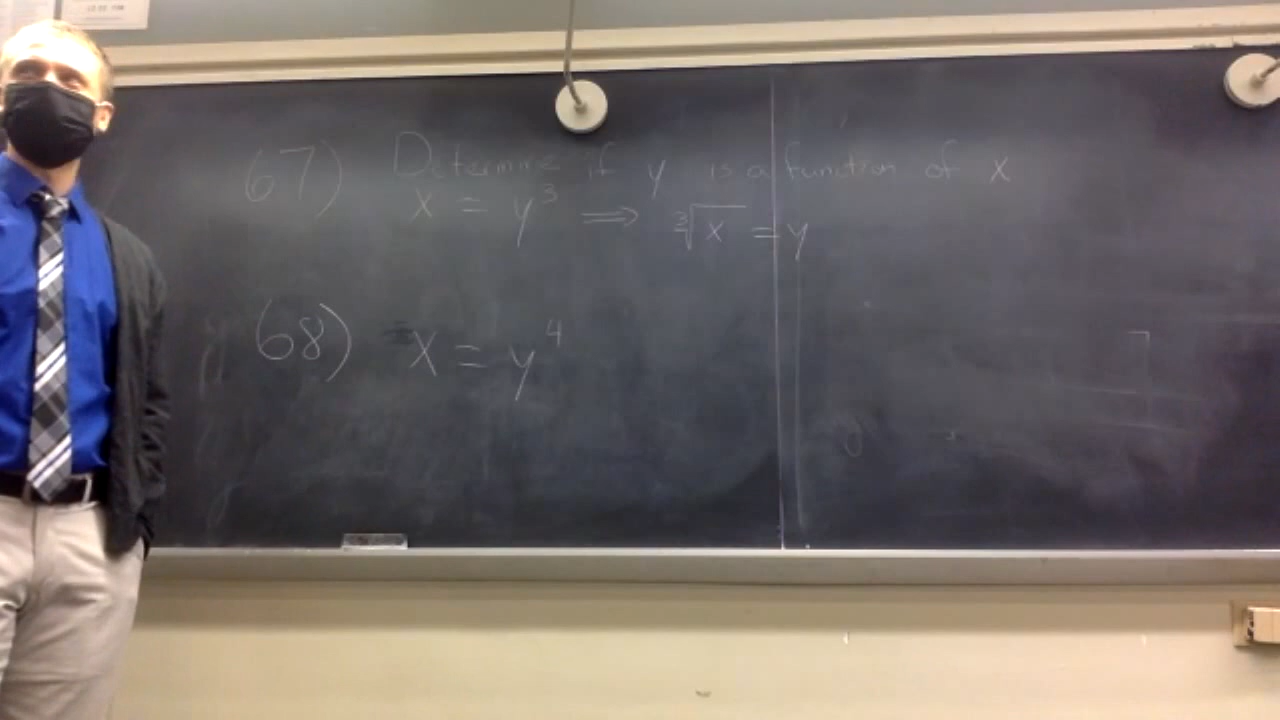 67) Determine if y is a function of x
x = y³ ⟹ ∛x = y
68) x = y⁴